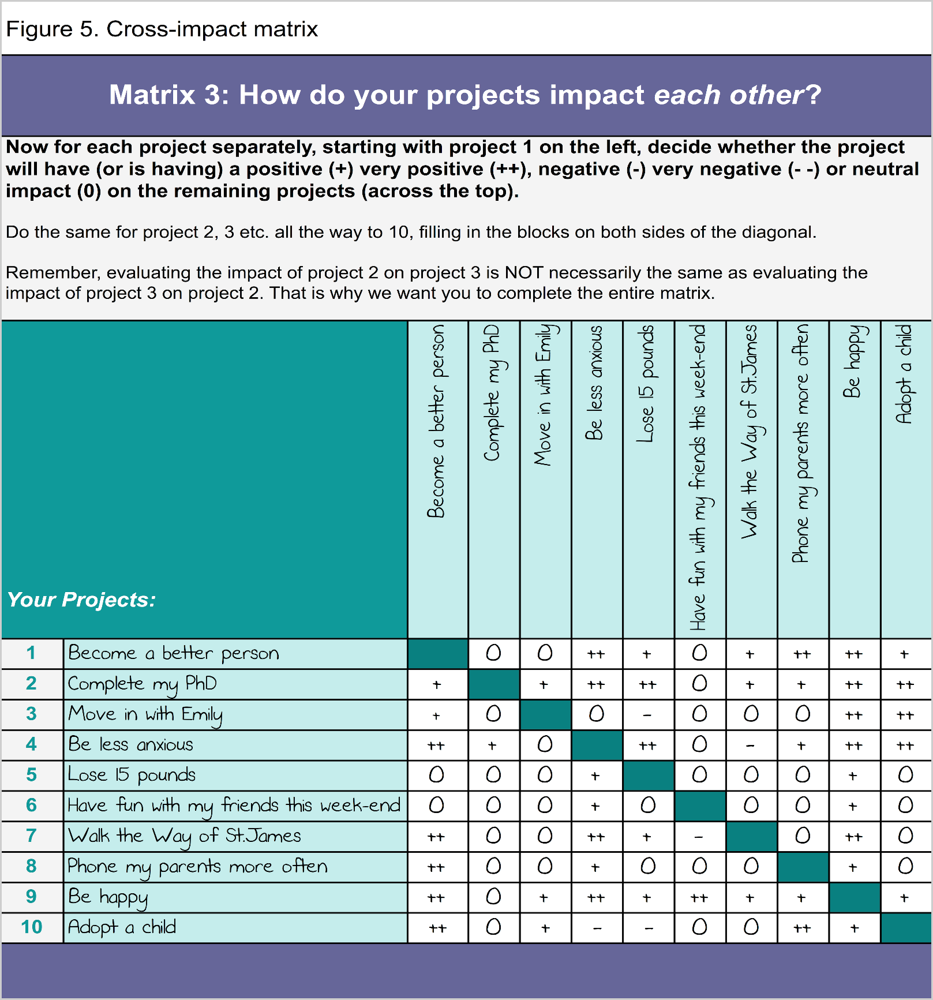 Figure 5. Cross-impact matrix
Matrix 3: How do your projects impact each other?
Now for each project separately, starting with project 1 on the left, decide whether the project
will have (or is having) a positive (+) very positive (++), negative (-) very negative (- -) or neutral
impact (0) on the remaining projects (across the top).
Do the same for project 2, 3 etc. all the way to 10, filling in the blocks on both sides of the diagonal.
Remember, evaluating the impact of project 2 on project 3 is NOT necessarily the same as evaluating the
impact of project 3 on project 2. That is why we want you to complete the entire matrix.
Your Projects:
Become a better person
Complete my PhD
Move in with Emily
Be less anxious
Lose 15 pounds
Have fun with my friends this week-end
Walk the Way of St.James
Phone my parents more often
Be happy
Adopt a child
1 Become a better person 0 0 ++ + 0 + ++ ++ +
2 Complete my PhD + + ++ ++ 0 + + ++ ++
3 Move in with Emily + 0 0 - 0 0 0 ++ ++
4 Be less anxious ++ + 0 ++ 0 - + ++ ++
5 Lose 15 pounds 0 0 0 + 0 0 0 + 0
6 Have fun with my friends this week-end 0 0 0 + 0 0 0 + 0
7 Walk the Way of St.James ++ 0 0 ++ + - 0 ++ 0
8 Phone my parents more often ++ 0 0 + 0 0 0 + 0
9 Be happy ++ 0 + ++ + ++ + + +
10 Adopt a child ++ 0 + - - 0 0 ++ +